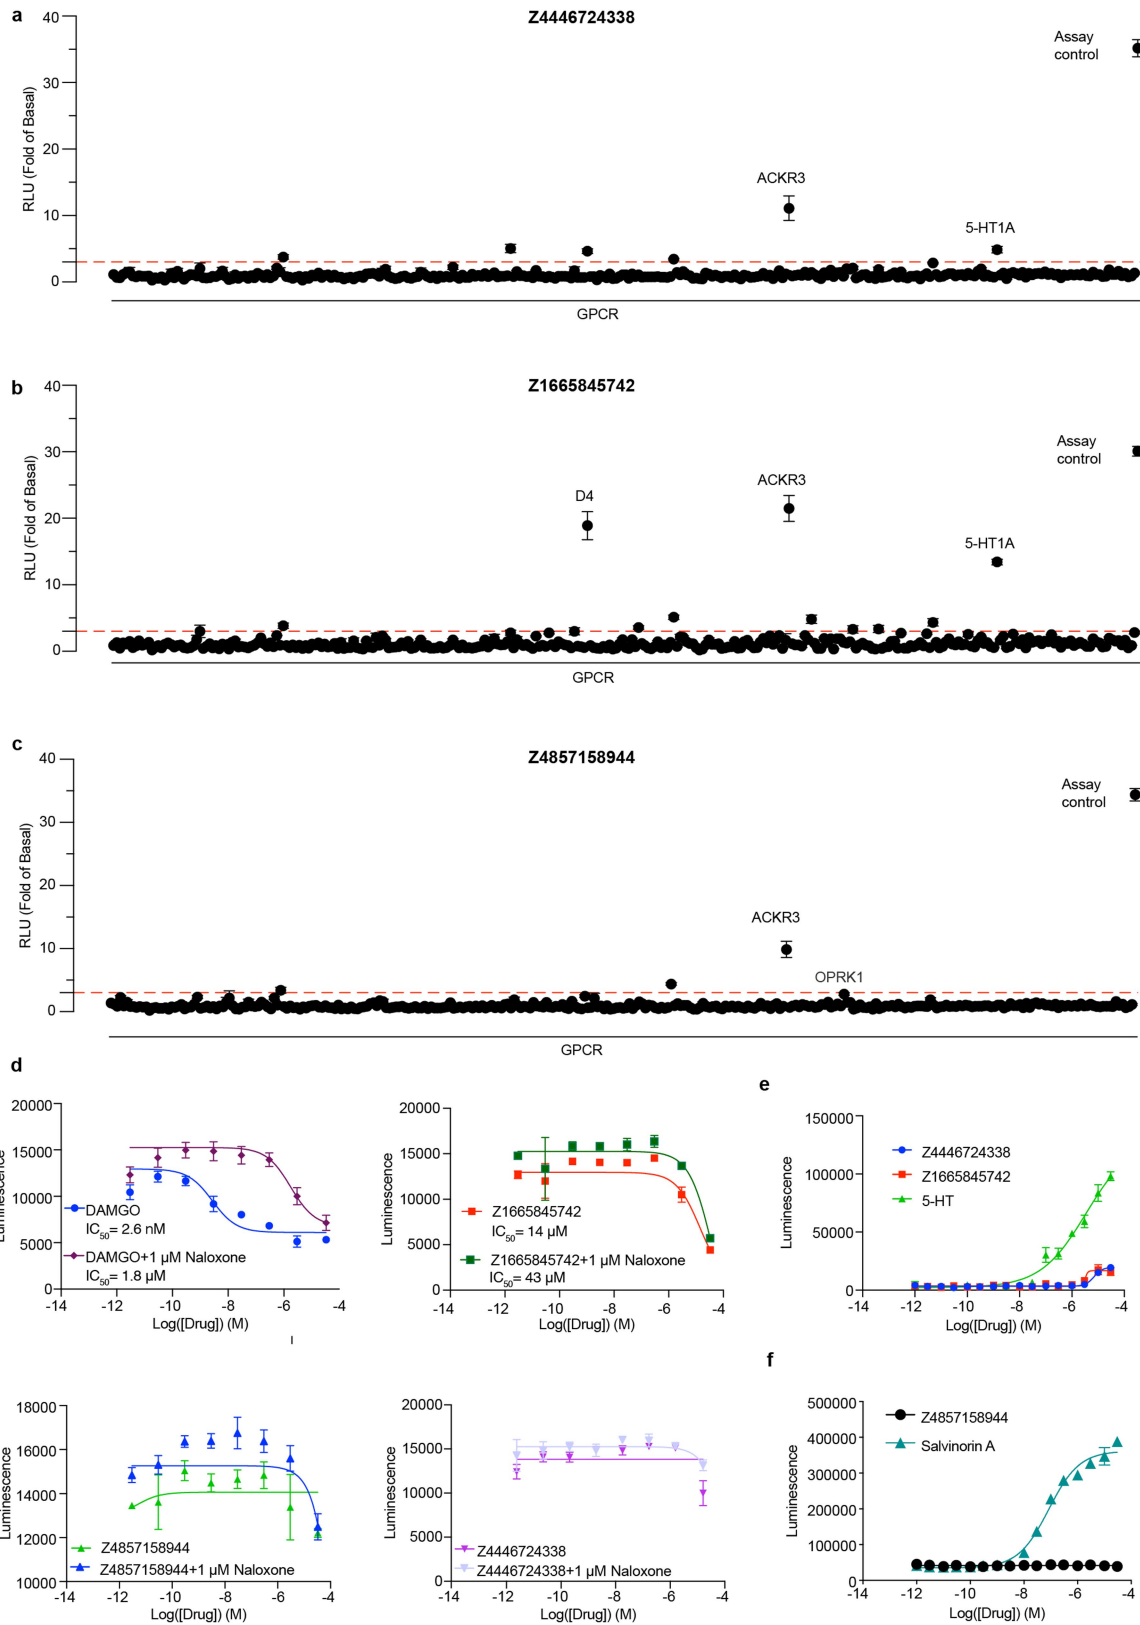 a
Z4446724338
RLU (Fold of Basal)
40
30
20
10
0
ACKR3
5-HT1A
Assay
control
GPCR
b
Z1665845742
RLU (Fold of Basal)
40
30
20
10
0
D4
ACKR3
5-HT1A
Assay
control
GPCR
c
Z4857158944
RLU (Fold of Basal)
40
30
20
10
0
ACKR3
OPRK1
Assay
control
GPCR
d
Luminescence
20000
15000
10000
5000
0
DAMGO
IC50= 2.6 nM
DAMGO+1 µM Naloxone
IC50= 1.8 µM
-14 -12 -10 -8 -6 -4
Log([Drug]) (M)
Luminescence
20000
15000
10000
5000
0
Z1665845742
IC50= 14 µM
Z1665845742+1 µM Naloxone
IC50= 43 µM
-14 -12 -10 -8 -6 -4
Log([Drug]) (M)
e
Luminescence
150000
100000
50000
0
Z4446724338
Z1665845742
5-HT
-14 -12 -10 -8 -6 -4
Log([Drug]) (M)
Luminescence
18000
16000
14000
12000
10000
Z4857158944
Z4857158944+1 µM Naloxone
-14 -12 -10 -8 -6 -4
Log([Drug]) (M)
Luminescence
20000
15000
10000
5000
0
Z4446724338
Z4446724338+1 µM Naloxone
-14 -12 -10 -8 -6 -4
Log([Drug]) (M)
f
Luminescence
500000
400000
300000
200000
100000
0
Z4857158944
Salvinorin A
-14 -12 -10 -8 -6 -4
Log([Drug]) (M)